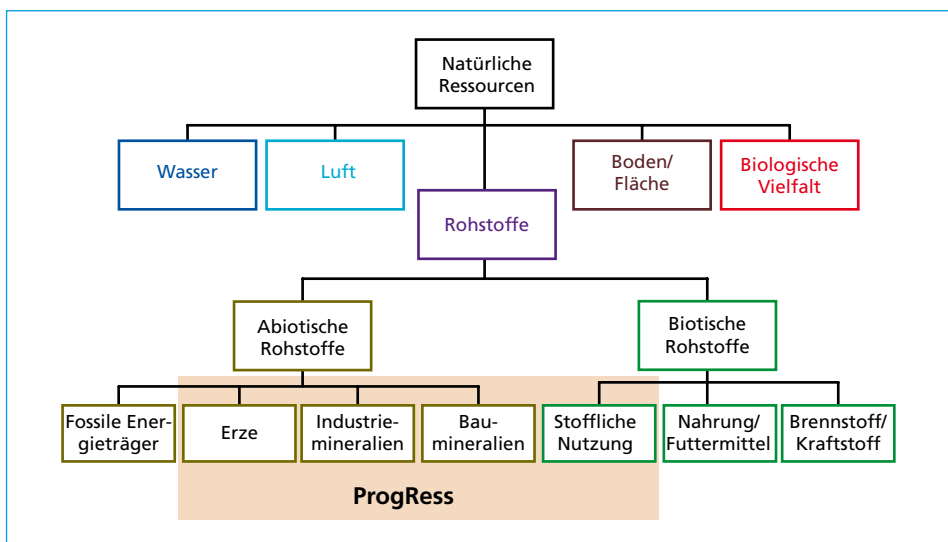 Natürliche
Ressourcen
Wasser
Luft
Boden/
Fläche
Biologische
Vielfalt
Rohstoffe
Abiotische
Rohstoffe
Biotische
Rohstoffe
Fossile Ener-
gieträger
Erze
Industrie-
mineralien
Bau-
mineralien
Stoffliche
Nutzung
Nahrung/
Futtermittel
Brennstoff/
Kraftstoff
ProgRess